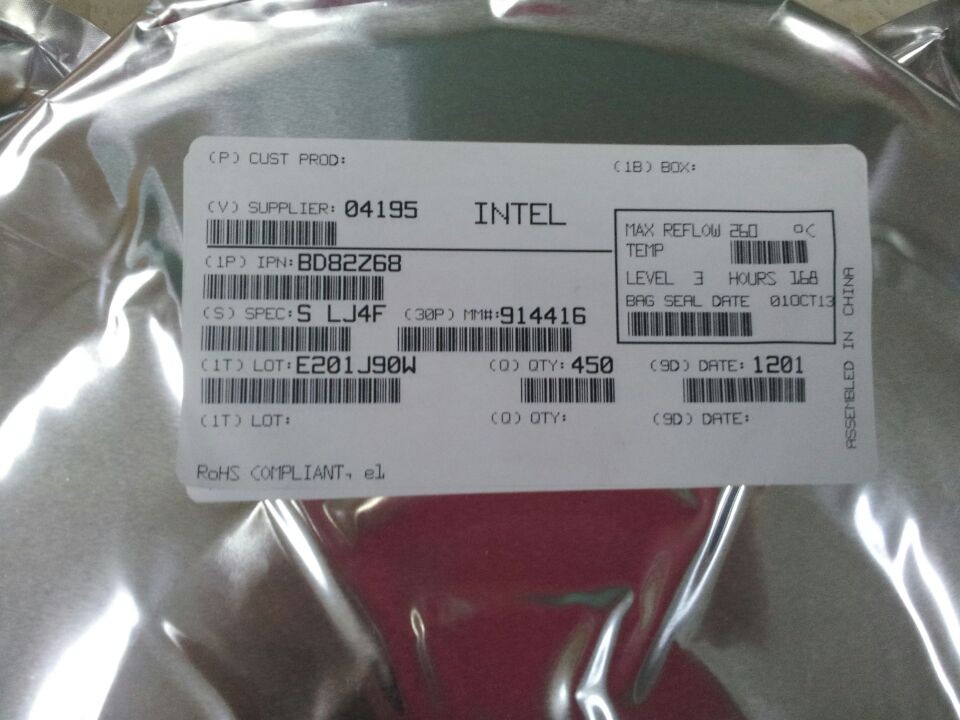 (P) CUST PROD:
(1B) BOX:
(V) SUPPLIER: 04195
INTEL
MAX REFLOW 260 ºC
TEMP
LEVEL 3 HOURS 168
BAG SEAL DATE 01OCT13
(1P) IPN: BD82Z68
(S) SPEC: S LJ4F
(30P) MM#: 914416
(1T) LOT: E201J90W
(Q) QTY: 450
(9D) DATE: 1201
(1T) LOT:
(Q) QTY:
(9D) DATE:
ASSEMBLED IN CHINA
RoHS COMPLIANT, e1